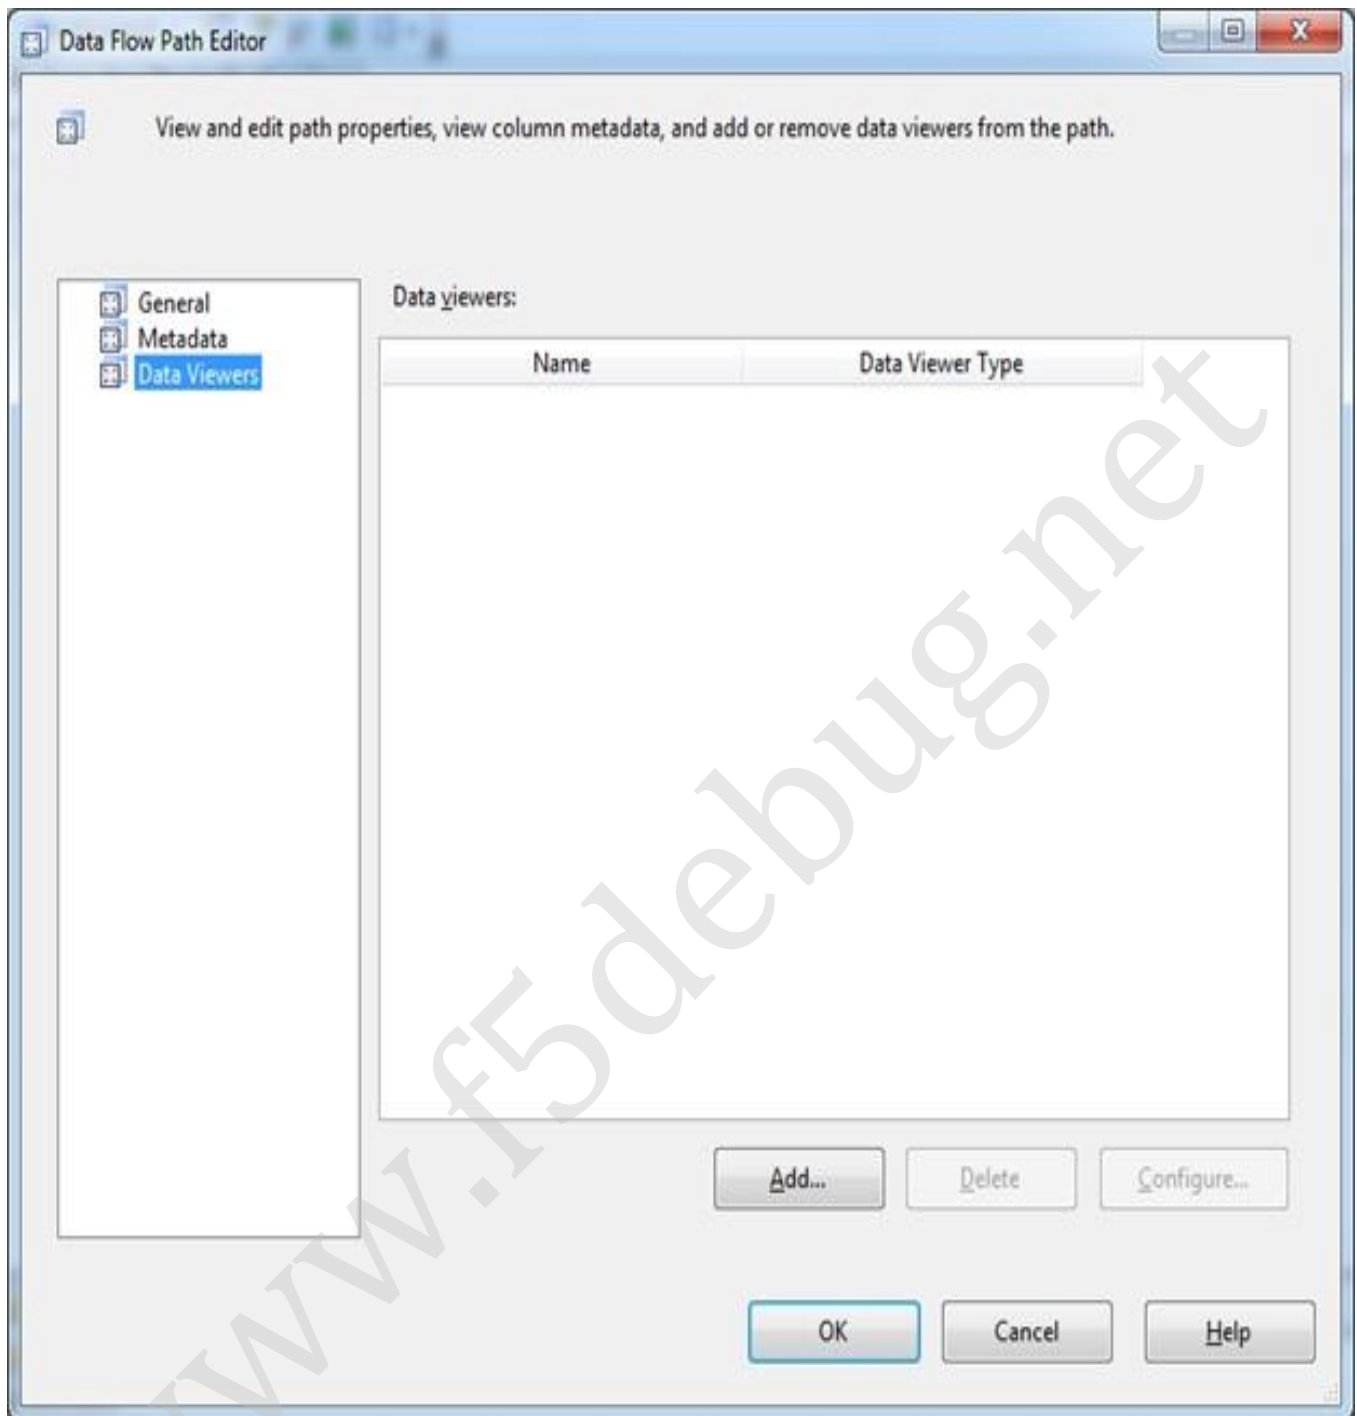 Data Flow Path Editor
View and edit path properties, view column metadata, and add or remove data viewers from the path.
General
Metadata
Data Viewers
Data viewers:
Name Data Viewer Type
Add... Delete Configure...
OK Cancel Help
www.f5debug.net